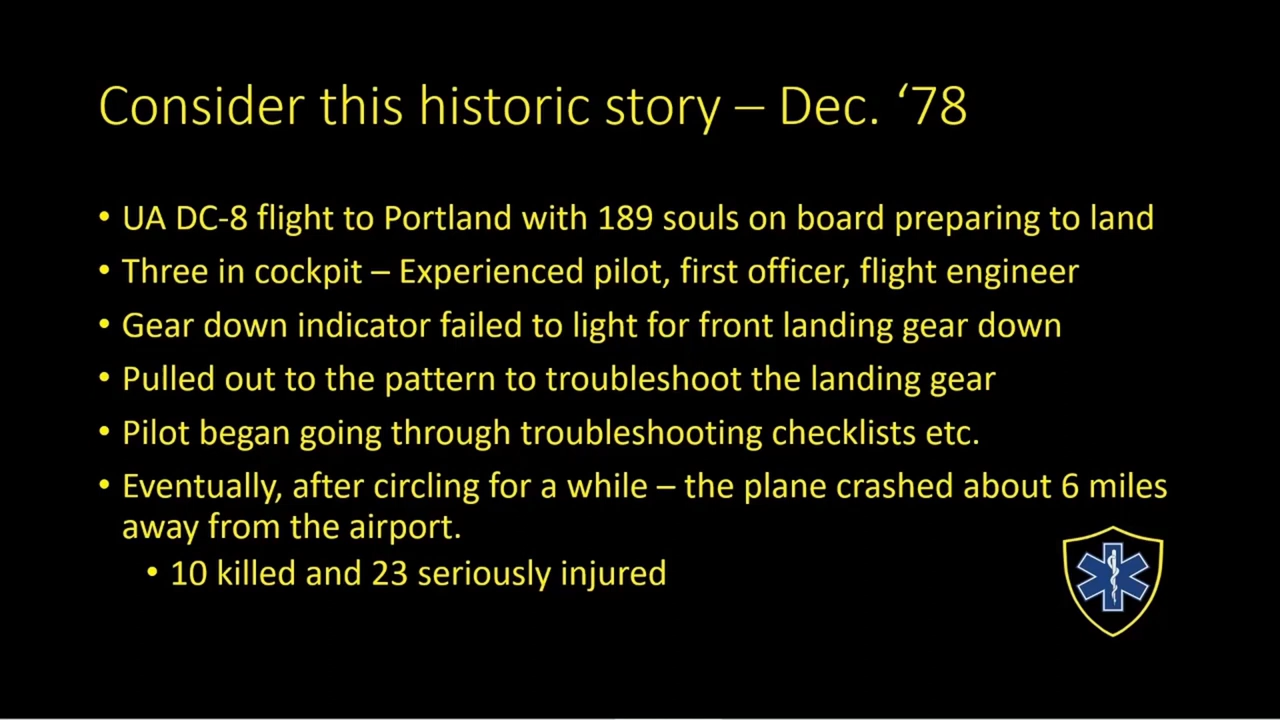 Consider this historic story – Dec. ‘78
• UA DC-8 flight to Portland with 189 souls on board preparing to land
• Three in cockpit – Experienced pilot, first officer, flight engineer
• Gear down indicator failed to light for front landing gear down
• Pulled out to the pattern to troubleshoot the landing gear
• Pilot began going through troubleshooting checklists etc.
• Eventually, after circling for a while – the plane crashed about 6 miles
away from the airport.
• 10 killed and 23 seriously injured